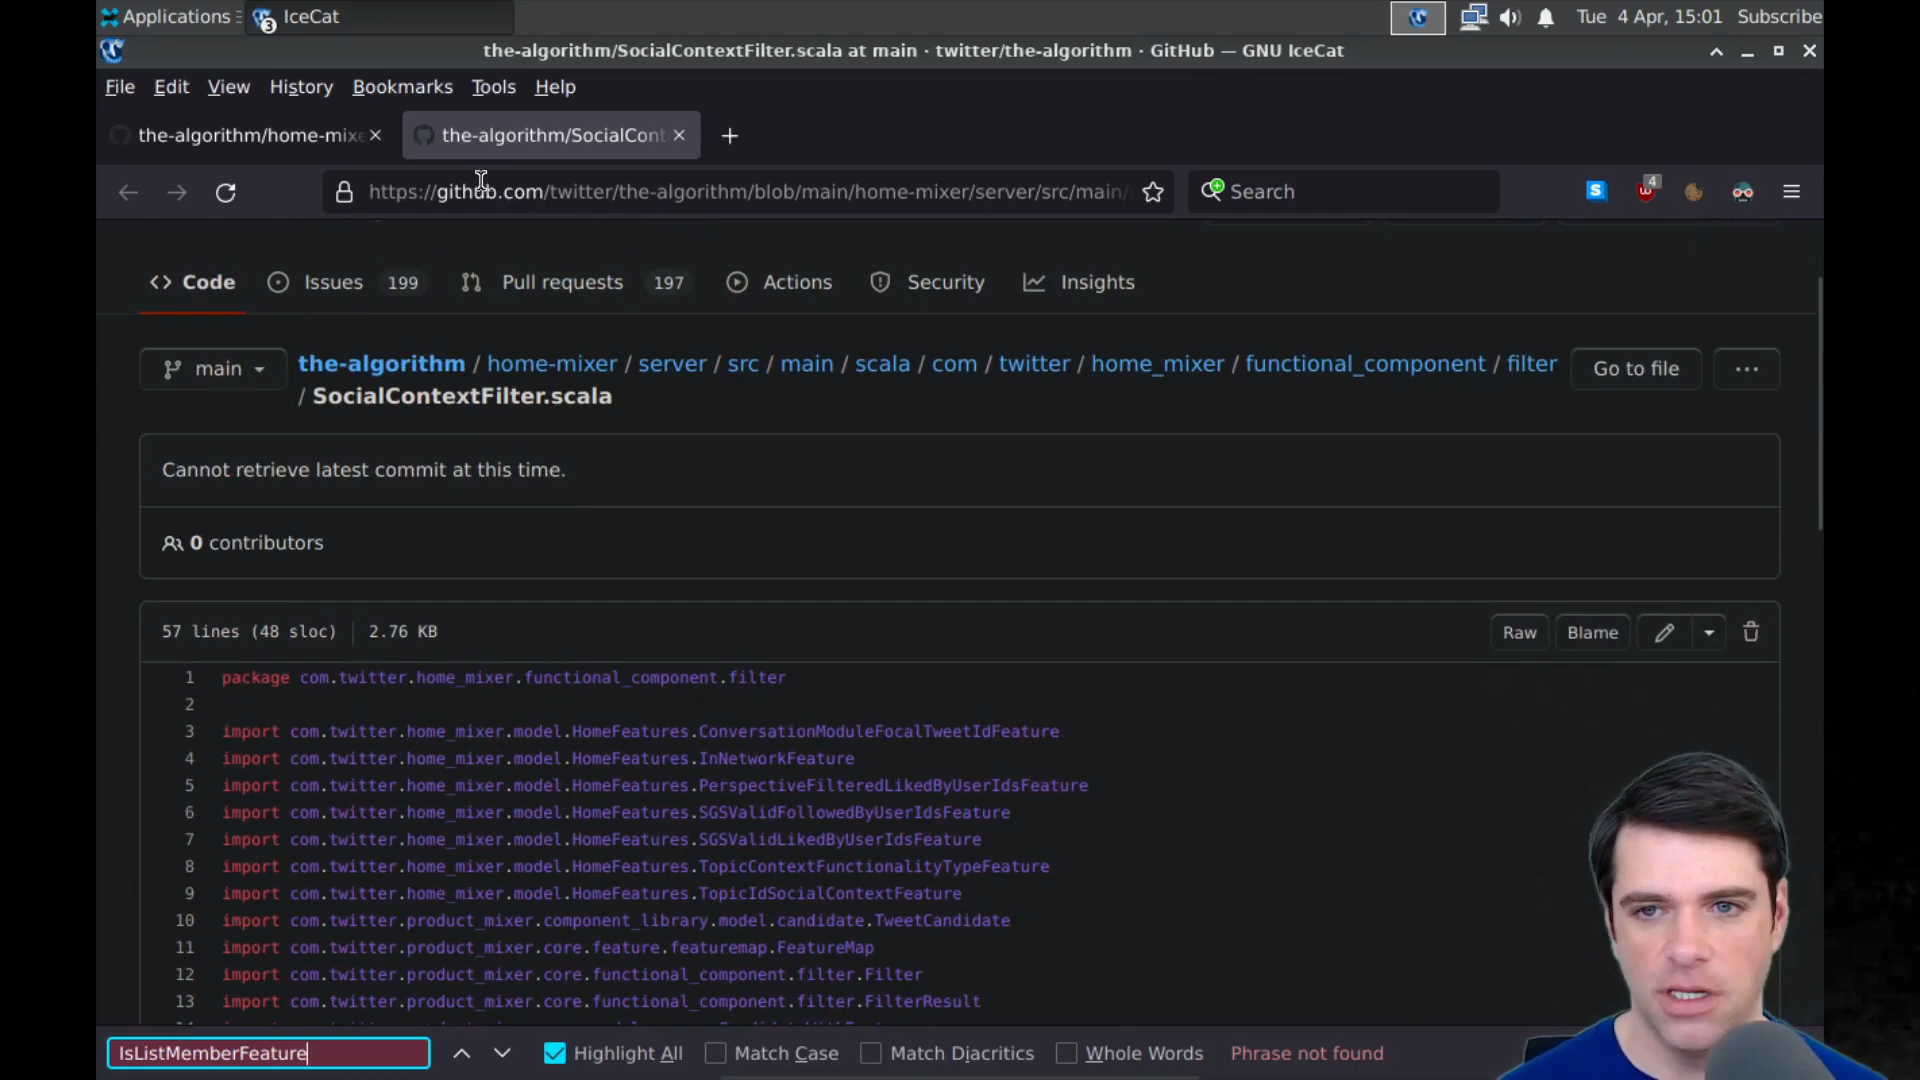 Applications
3 IceCat
Tue 4 Apr, 15:01 Subscribe
the-algorithm/SocialContextFilter.scala at main · twitter/the-algorithm · GitHub — GNU IceCat
File Edit View History Bookmarks Tools Help
the-algorithm/home-mixe
the-algorithm/SocialCont
https://github.com/twitter/the-algorithm/blob/main/home-mixer/server/src/main/
Search
S
4
Code Issues 199 Pull requests 197 Actions Security Insights
main
the-algorithm / home-mixer / server / src / main / scala / com / twitter / home_mixer / functional_component / filter
/ SocialContextFilter.scala
Go to file
Cannot retrieve latest commit at this time.
0 contributors
57 lines (48 sloc) 2.76 KB
Raw Blame
1 package com.twitter.home_mixer.functional_component.filter
2
3 import com.twitter.home_mixer.model.HomeFeatures.ConversationModuleFocalTweetIdFeature
4 import com.twitter.home_mixer.model.HomeFeatures.InNetworkFeature
5 import com.twitter.home_mixer.model.HomeFeatures.PerspectiveFilteredLikedByUserIdsFeature
6 import com.twitter.home_mixer.model.HomeFeatures.SGSValidFollowedByUserIdsFeature
7 import com.twitter.home_mixer.model.HomeFeatures.SGSValidLikedByUserIdsFeature
8 import com.twitter.home_mixer.model.HomeFeatures.TopicContextFunctionalityTypeFeature
9 import com.twitter.home_mixer.model.HomeFeatures.TopicIdSocialContextFeature
10 import com.twitter.product_mixer.component_library.model.candidate.TweetCandidate
11 import com.twitter.product_mixer.core.feature.featuremap.FeatureMap
12 import com.twitter.product_mixer.core.functional_component.filter.Filter
13 import com.twitter.product_mixer.core.functional_component.filter.FilterResult
IsListMemberFeature
Highlight All Match Case Match Diacritics Whole Words Phrase not found